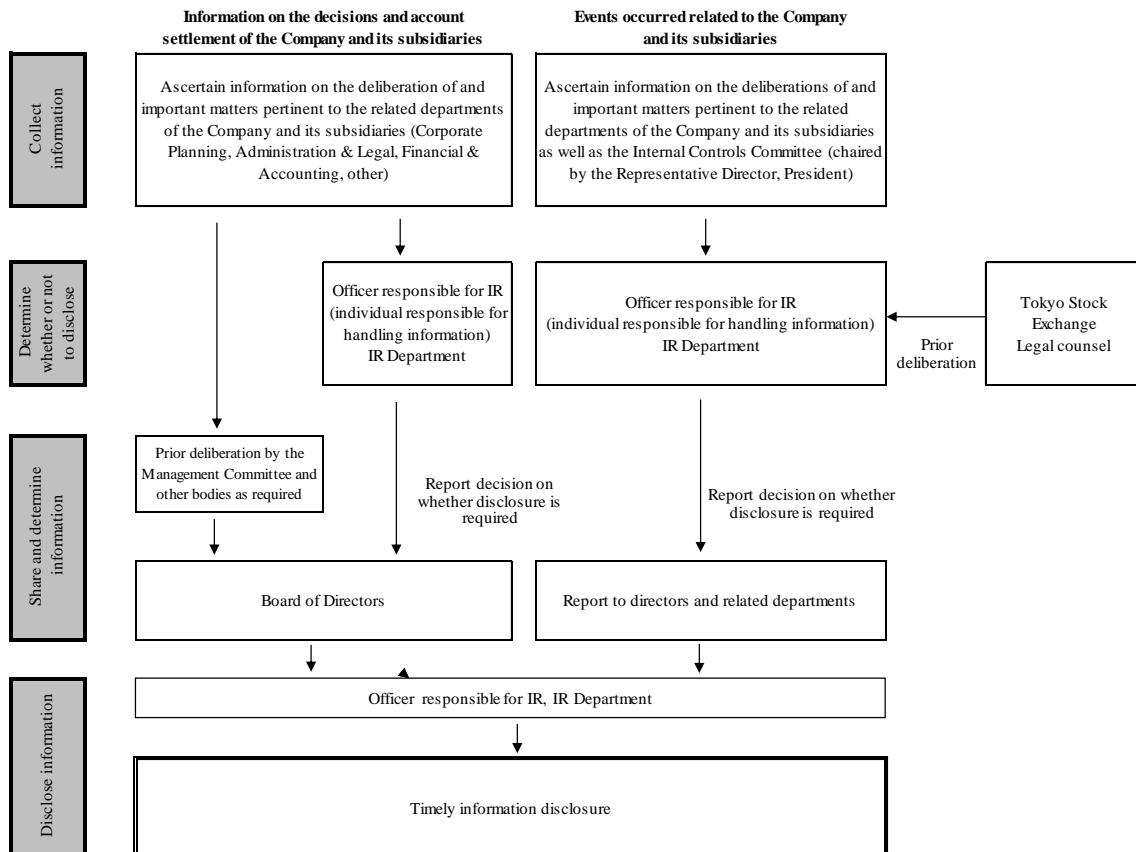 Information on the decisions and account
settlement of the Company and its subsidiaries
Events occurred related to the Company
and its subsidiaries
Collect
information
Ascertain information on the deliberation of and
important matters pertinent to the related departments
of the Company and its subsidiaries (Corporate
Planning, Administration & Legal, Financial &
Accounting, other)
Ascertain information on the deliberations of and
important matters pertinent to the related
departments of the Company and its subsidiaries
as well as the Internal Controls Committee (chaired
by the Representative Director, President)
Determine
whether or not
to disclose
Officer responsible for IR
(individual responsible for
handling information)
IR Department
Officer responsible for IR
(individual responsible for handling information)
IR Department
Prior
deliberation
Tokyo Stock
Exchange
Legal counsel
Share and determine
information
Prior deliberation by the
Management Committee and
other bodies as required
Report decision on
whether disclosure is
required
Report decision on whether
disclosure is required
Board of Directors
Report to directors and related departments
Disclose information
Officer responsible for IR, IR Department
Timely information disclosure